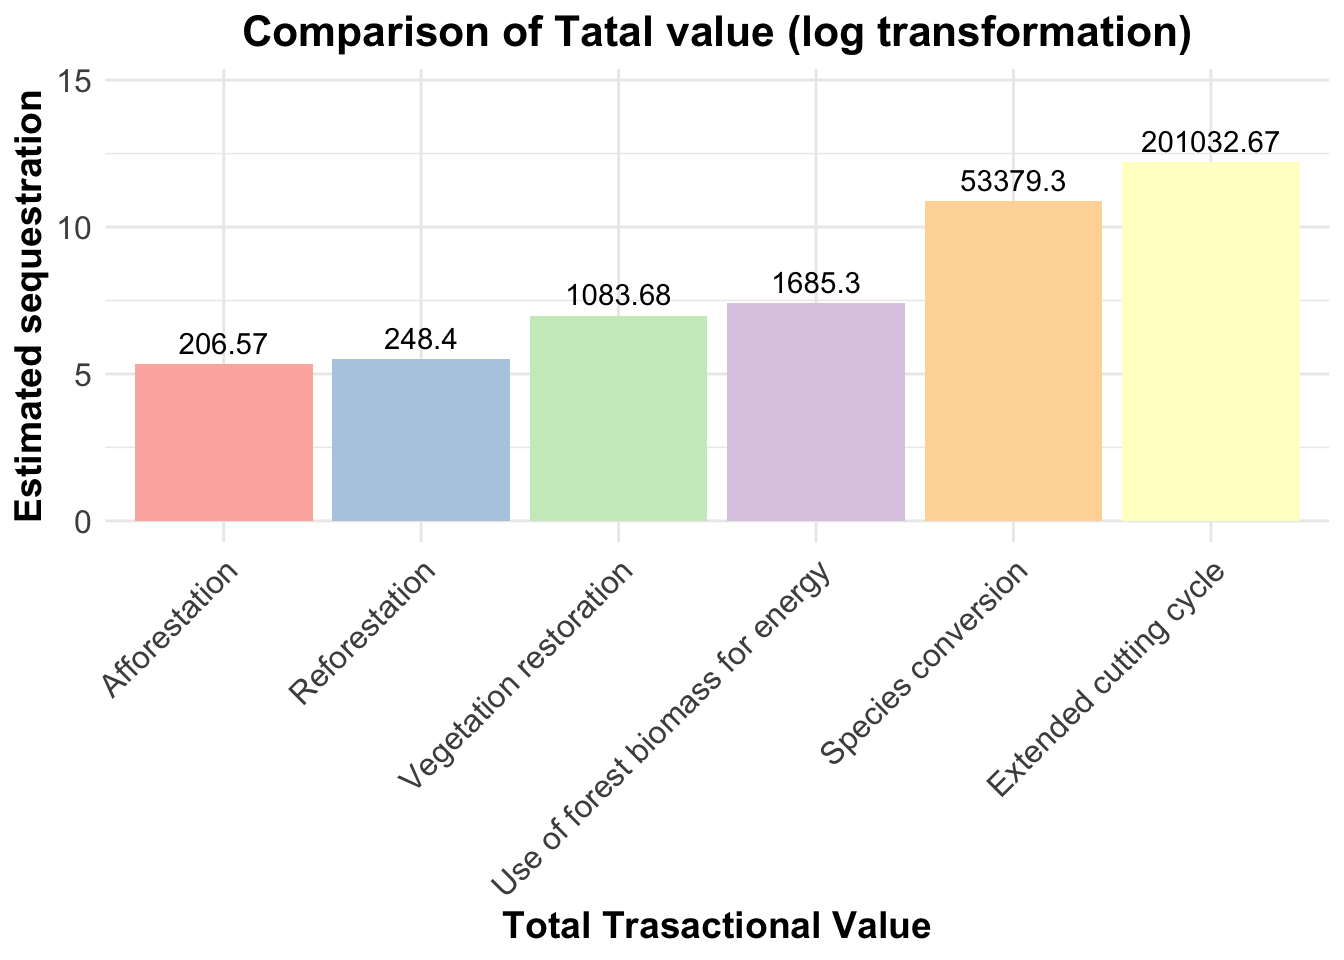 Comparison of Tatal value (log transformation)
Estimated sequestration
15
10
5
0
206.57
248.4
1083.68
1685.3
53379.3
201032.67
Afforestation
Reforestation
Vegetation restoration
Use of forest biomass for energy
Species conversion
Extended cutting cycle
Total Trasactional Value